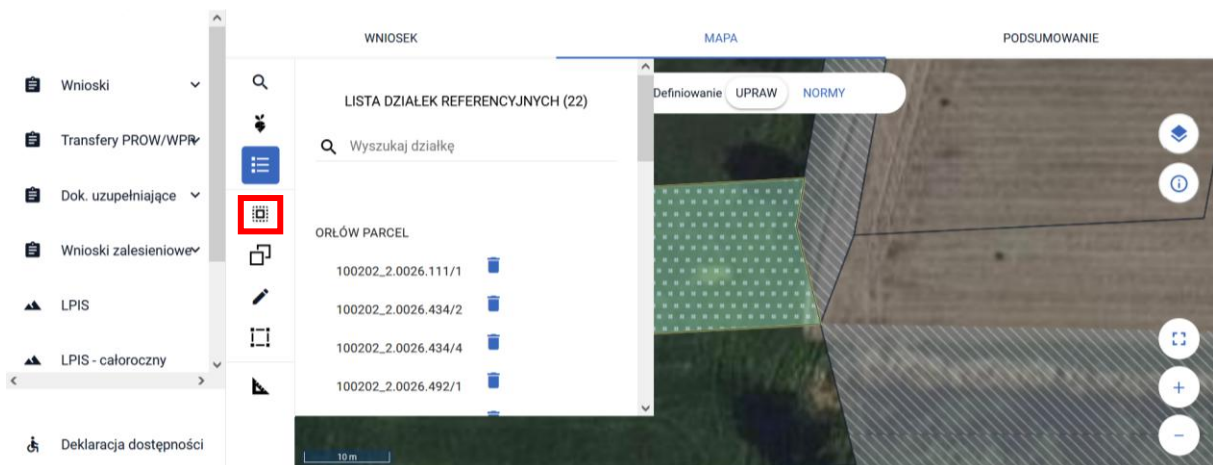 WNIOSEK
MAPA
PODSUMOWANIE
Wnioski
Transfery PROW/WPR
Dok. uzupełniające
Wnioski zalesieniowe
LPIS
LPIS - całoroczny
Deklaracja dostępności
LISTA DZIAŁEK REFERENCYJNYCH (22)
Wyszukaj działkę
ORŁÓW PARCEL
100202_2.0026.111/1
100202_2.0026.434/2
100202_2.0026.434/4
100202_2.0026.492/1
Definiowanie UPRAW NORMY
10 m